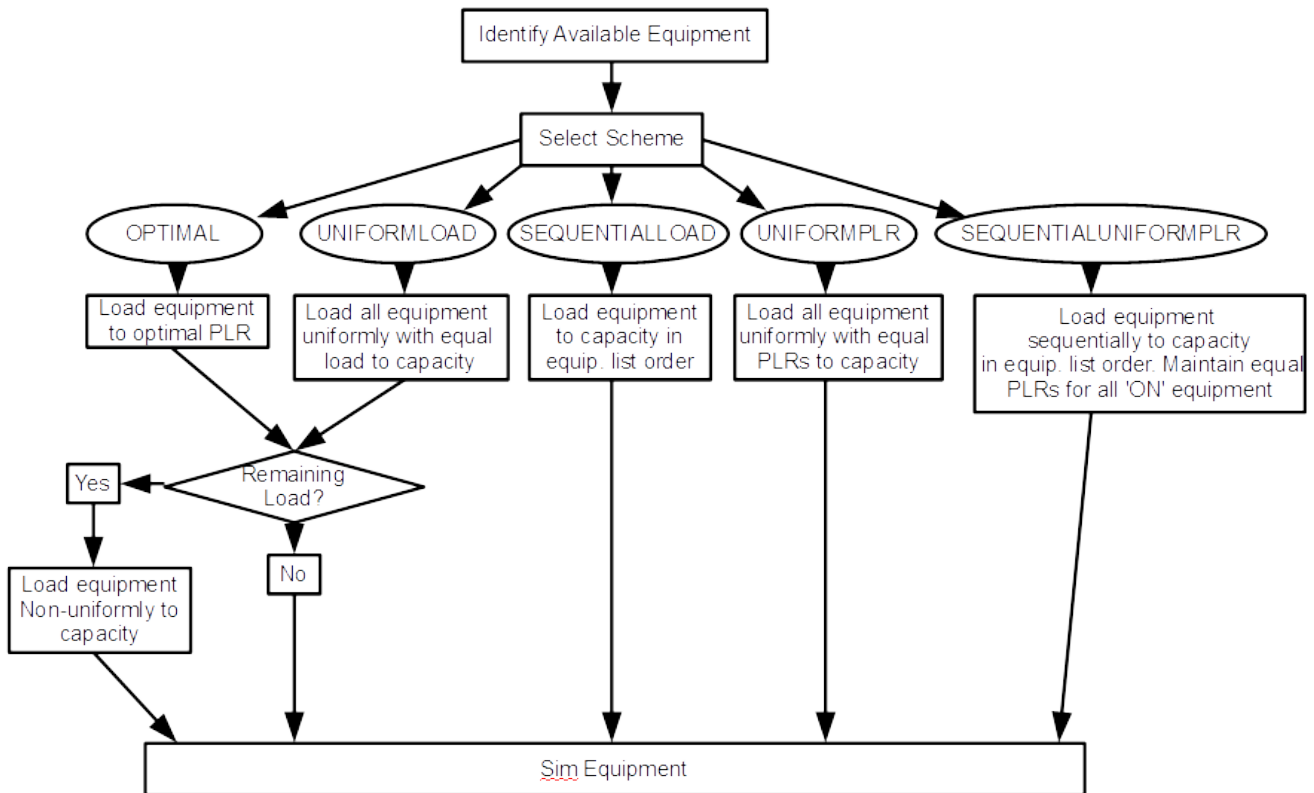 Identify Available Equipment
Select Scheme
OPTIMAL
UNIFORMLOAD
SEQUENTIALLOAD
UNIFORMPLR
SEQUENTIALUNIFORMPLR
Load equipment
to optimal PLR
Load all equipment
uniformly with equal
load to capacity
Load equipment
to capacity in
equip. list order
Load all equipment
uniformly with equal
PLRs to capacity
Load equipment
sequentially to capacity
in equip. list order. Maintain equal
PLRs for all 'ON' equipment
Remaining
Load?
Yes
No
Load equipment
Non-uniformly to
capacity
Sim Equipment